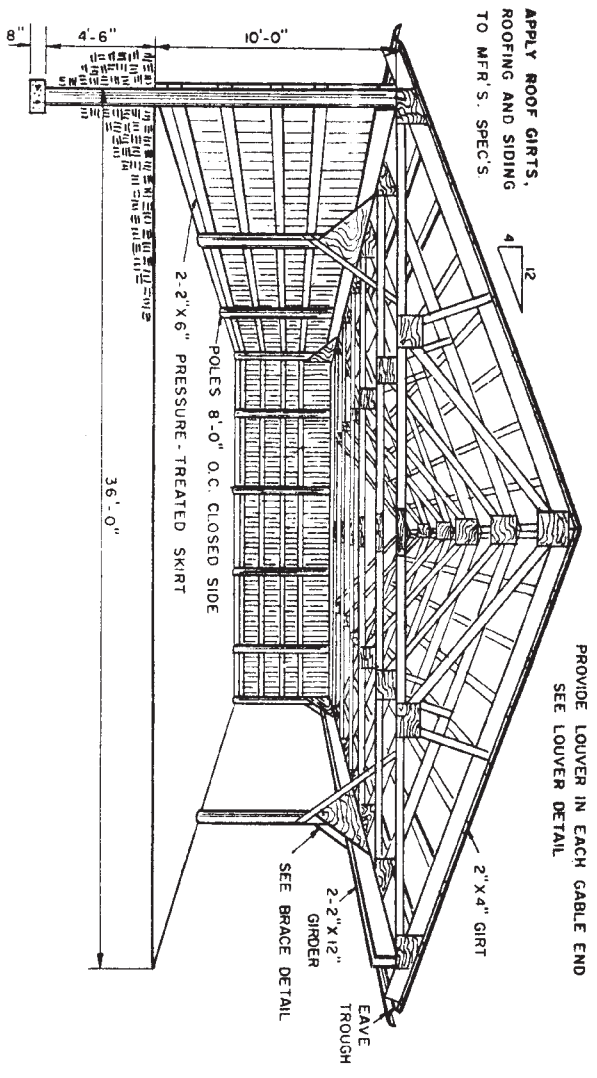 APPLY ROOF GIRTS,
ROOFING AND SIDING
TO MFR'S. SPEC'S.
12
4
PROVIDE LOUVER IN EACH GABLE END
SEE LOUVER DETAIL
2"X4" GIRT
EAVE
TROUGH
2-2"X12"
GIRDER
SEE BRACE DETAIL
10'-0"
4'-6"
8"
POLES 8'-0" O.C. CLOSED SIDE
2-2"X6" PRESSURE-TREATED SKIRT
36'-0"